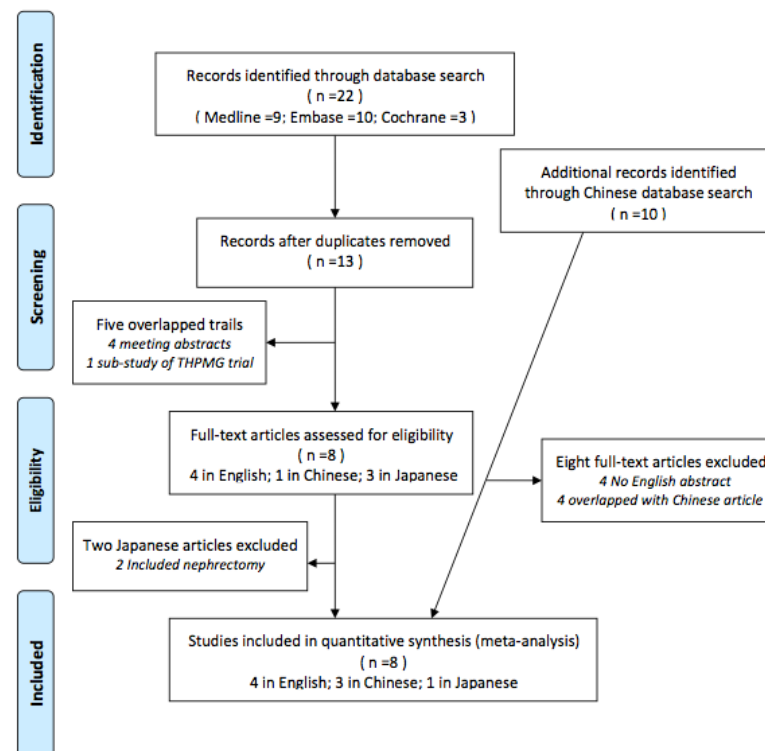 Identification
Records identified through database search
( n =22 )
( Medline =9; Embase =10; Cochrane =3 )
Additional records identified
through Chinese database search
( n =10 )
Screening
Records after duplicates removed
( n =13 )
Five overlapped trails
4 meeting abstracts
1 sub-study of THPMG trial
Eligibility
Full-text articles assessed for eligibility
( n =8 )
4 in English; 1 in Chinese; 3 in Japanese
Eight full-text articles excluded
4 No English abstract
4 overlapped with Chinese article
Two Japanese articles excluded
2 Included nephrectomy
Included
Studies included in quantitative synthesis (meta-analysis)
( n =8 )
4 in English; 3 in Chinese; 1 in Japanese